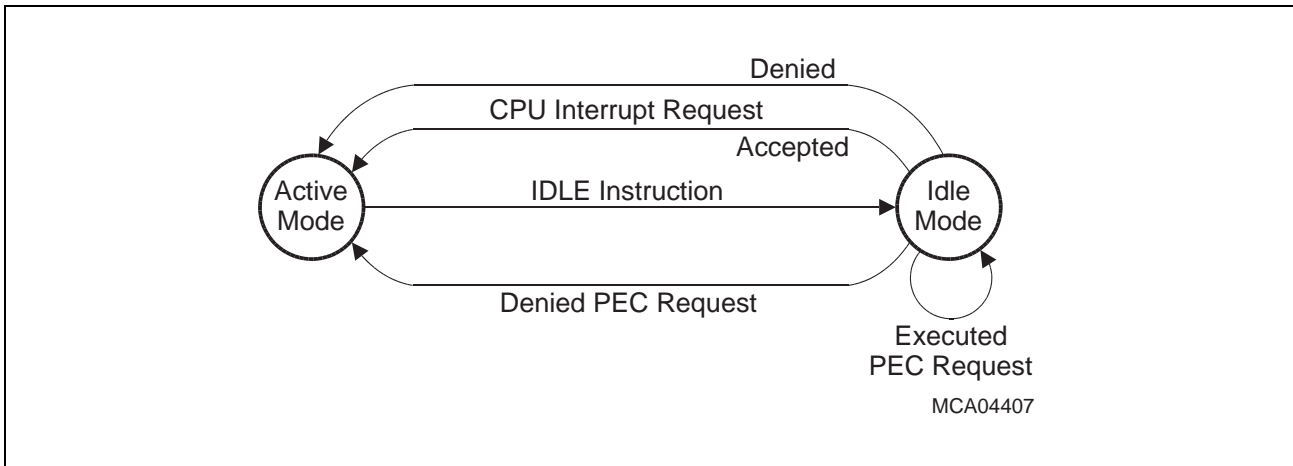 Denied
CPU Interrupt Request
Accepted
Active
Mode
IDLE Instruction
Idle
Mode
Denied PEC Request
Executed
PEC Request
MCA04407